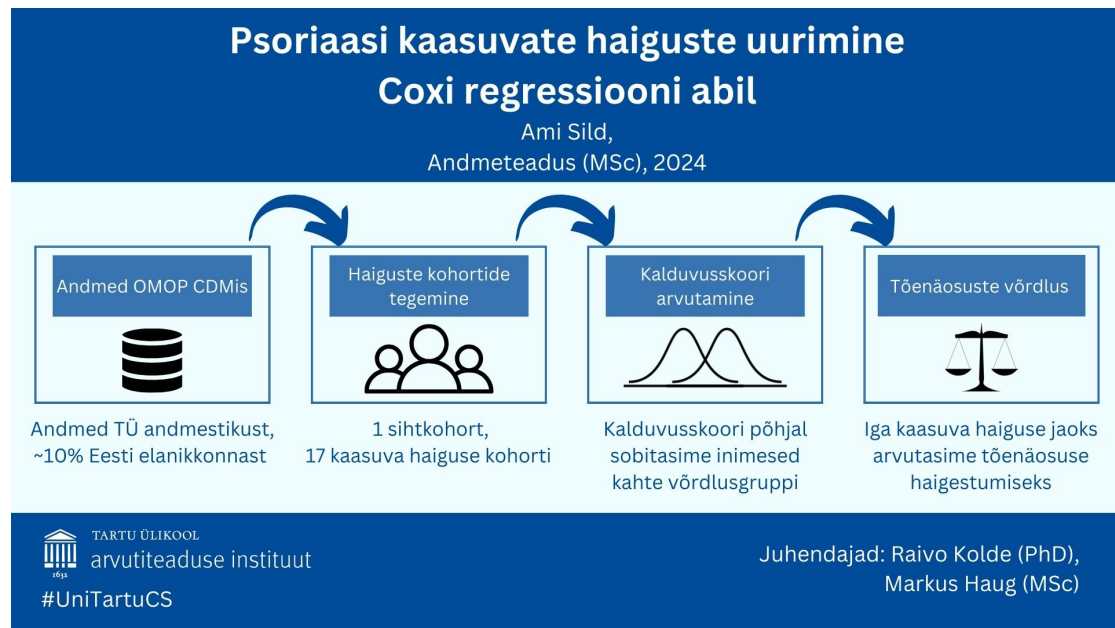 Psoriaasi kaasuvate haiguste uurimine
Coxi regressiooni abil
Ami Sild,
Andmeteadus (MSc), 2024
Andmed OMOP CDMis
Andmed TÜ andmestikust,
~10% Eesti elanikkonnast
Haiguste kohortide
tegemine
1 sihtkohort,
17 kaasuva haiguse kohorti
Kalduvusskoori
arvutamine
Kalduvusskoori põhjal
sobitasime inimesed
kahte võrdlusgruppi
Tõenäosuste võrdlus
Iga kaasuva haiguse jaoks
arvutasime tõenäosuse
haigestumiseks
TARTU ÜLIKOOL
arvutiteaduse instituut
1632
#UniTartuCS
Juhendajad: Raivo Kolde (PhD),
Markus Haug (MSc)